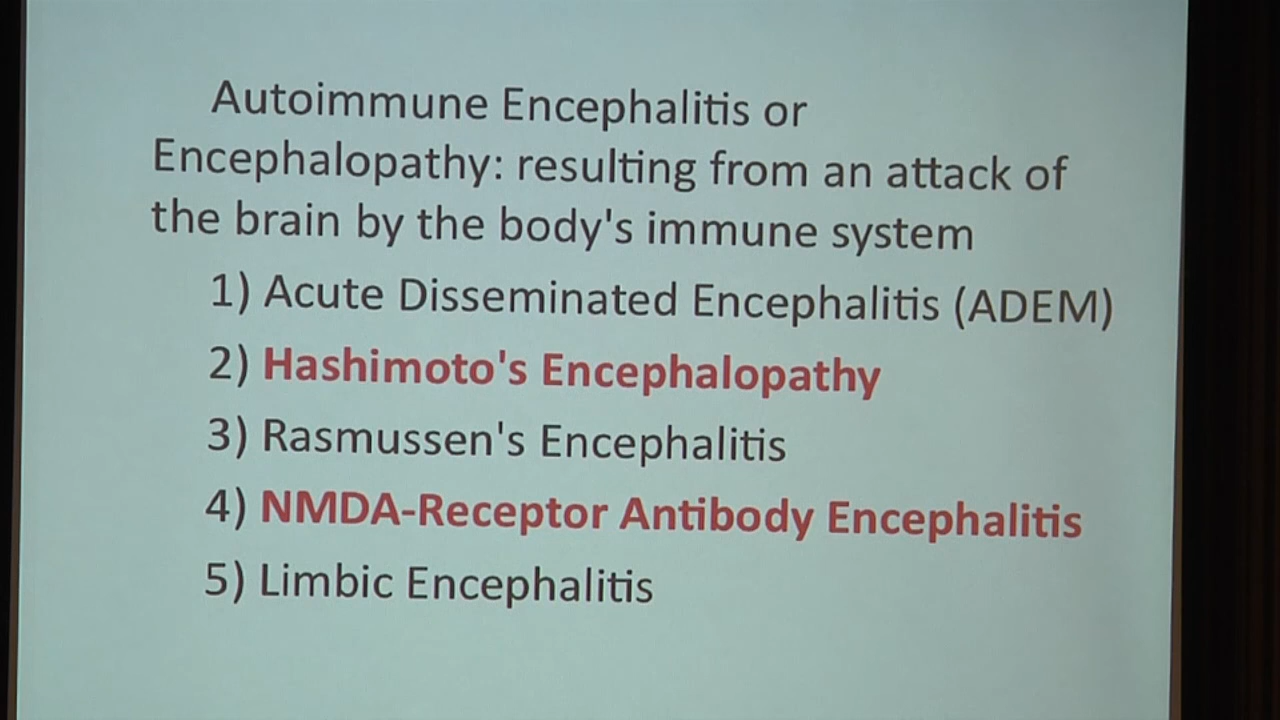 Autoimmune Encephalitis or
Encephalopathy: resulting from an attack of
the brain by the body's immune system
1) Acute Disseminated Encephalitis (ADEM)
2) Hashimoto's Encephalopathy
3) Rasmussen's Encephalitis
4) NMDA-Receptor Antibody Encephalitis
5) Limbic Encephalitis